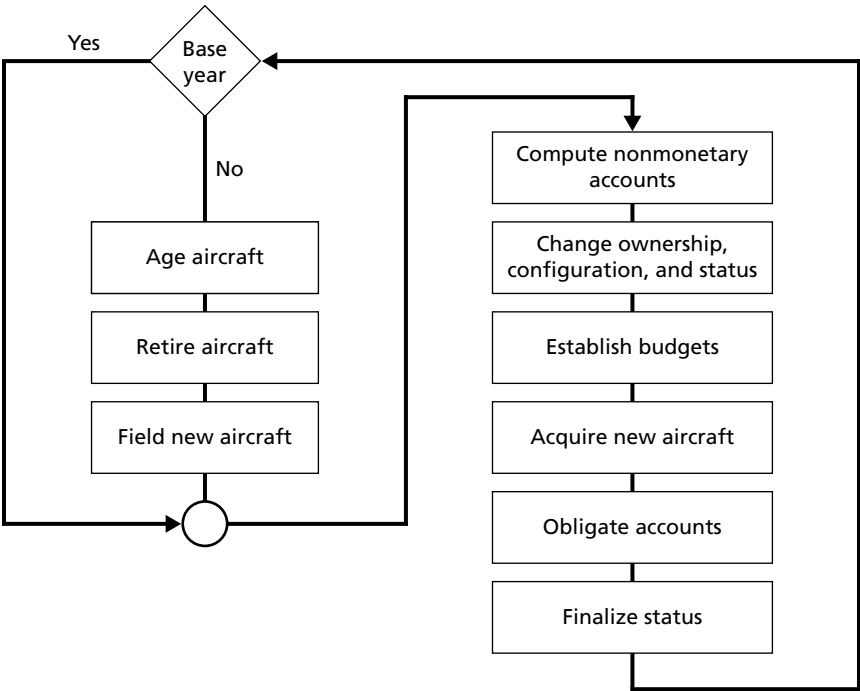 Yes
Base
year
No
Age aircraft
Retire aircraft
Field new aircraft
Compute nonmonetary
accounts
Change ownership,
configuration, and status
Establish budgets
Acquire new aircraft
Obligate accounts
Finalize status